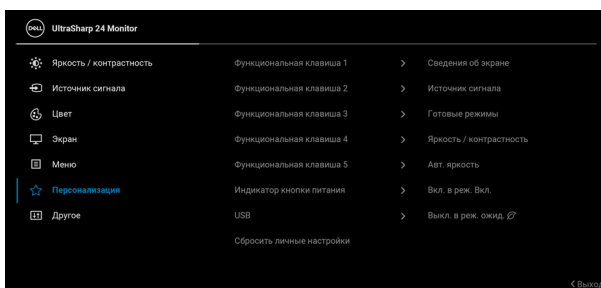 DELL UltraSharp 24 Monitor
Яркость / контрастность Функциональная клавиша 1 > Сведения об экране
Источник сигнала Функциональная клавиша 2 > Источник сигнала
Цвет Функциональная клавиша 3 > Готовые режимы
Экран Функциональная клавиша 4 > Яркость / контрастность
Меню Функциональная клавиша 5 > Авт. яркость
Персонализация Индикатор кнопки питания > Вкл. в реж. Вкл.
Другое USB > Выкл. в реж. ожид.
Сбросить личные настройки
< Выход